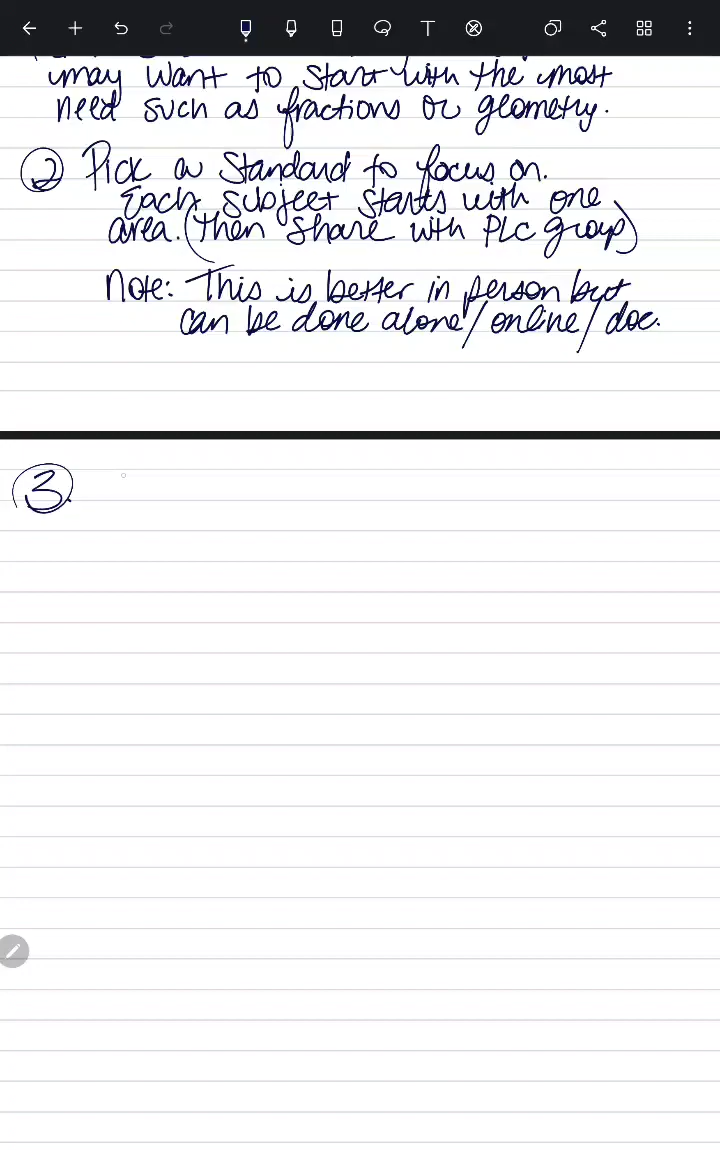 may want to start with the most
need such as fractions or geometry.
② Pick a standard to focus on.
Each subject starts with one
area. (Then share with PLC group)
Note: This is better in person but
can be done alone/online/doc.
③.